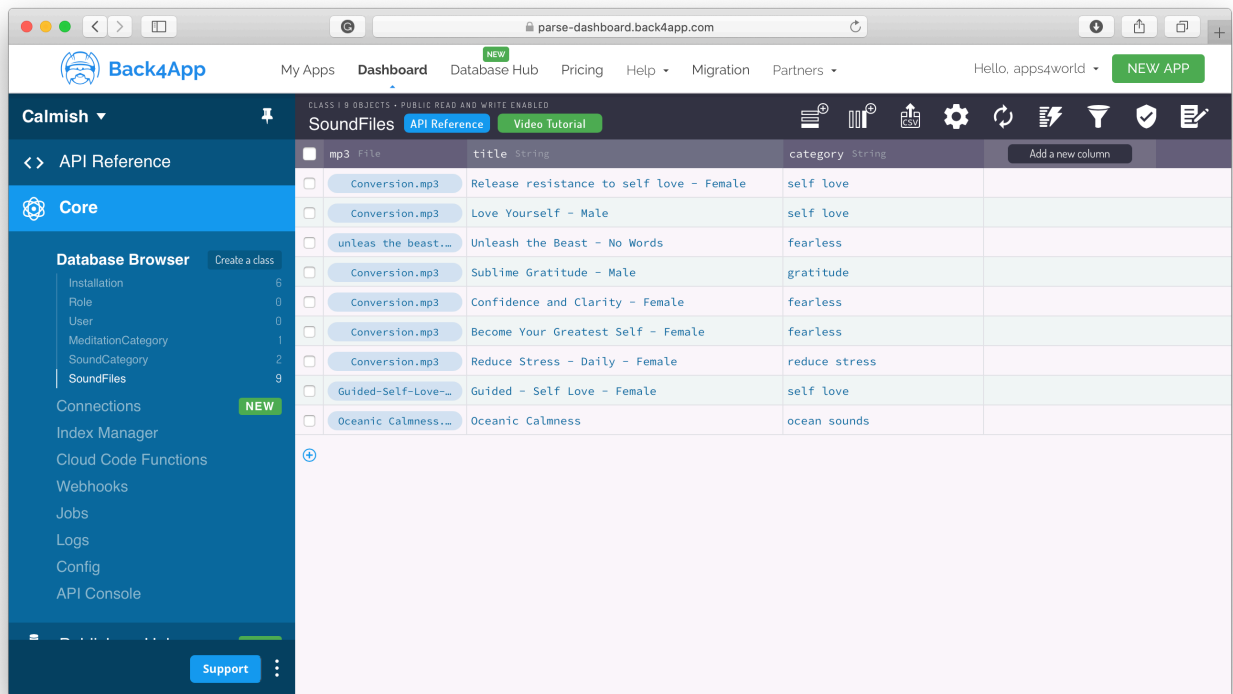 parse-dashboard.back4app.com
Back4App
My Apps Dashboard NEW Database Hub Pricing Help Migration Partners Hello, apps4world NEW APP
Calmish
CLASS | 9 OBJECTS • PUBLIC READ AND WRITE ENABLED
SoundFiles API Reference Video Tutorial
CSV
API Reference
Core
Database Browser Create a class
Installation 6
Role 0
User 0
MeditationCategory 1
SoundCategory 2
SoundFiles 9
Connections NEW
Index Manager
Cloud Code Functions
Webhooks
Jobs
Logs
Config
API Console
Support
mp3 File title String category String Add a new column
Conversion.mp3 Release resistance to self love - Female self love
Conversion.mp3 Love Yourself - Male self love
unleas the beast.… Unleash the Beast - No Words fearless
Conversion.mp3 Sublime Gratitude - Male gratitude
Conversion.mp3 Confidence and Clarity - Female fearless
Conversion.mp3 Become Your Greatest Self - Female fearless
Conversion.mp3 Reduce Stress - Daily - Female reduce stress
Guided-Self-Love-… Guided - Self Love - Female self love
Oceanic Calmness.… Oceanic Calmness ocean sounds